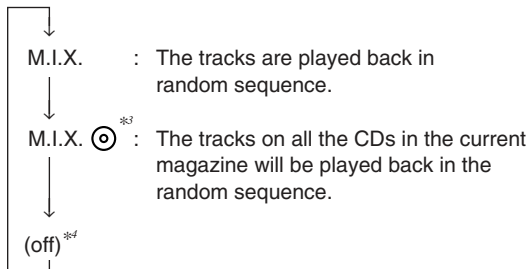 M.I.X. : The tracks are played back in
random sequence.
M.I.X. *3 : The tracks on all the CDs in the current
magazine will be played back in the
random sequence.
(off)*4